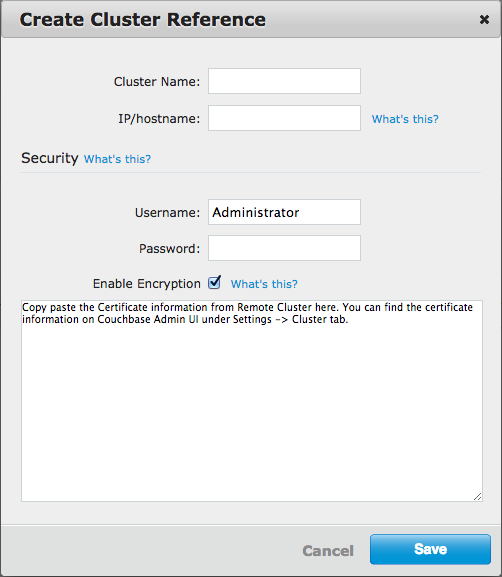 Create Cluster Reference
Cluster Name:
IP/hostname: What's this?
Security What's this?
Username: Administrator
Password:
Enable Encryption What's this?
Copy paste the Certificate information from Remote Cluster here. You can find the certificate
information on Couchbase Admin UI under Settings -> Cluster tab.
Cancel Save